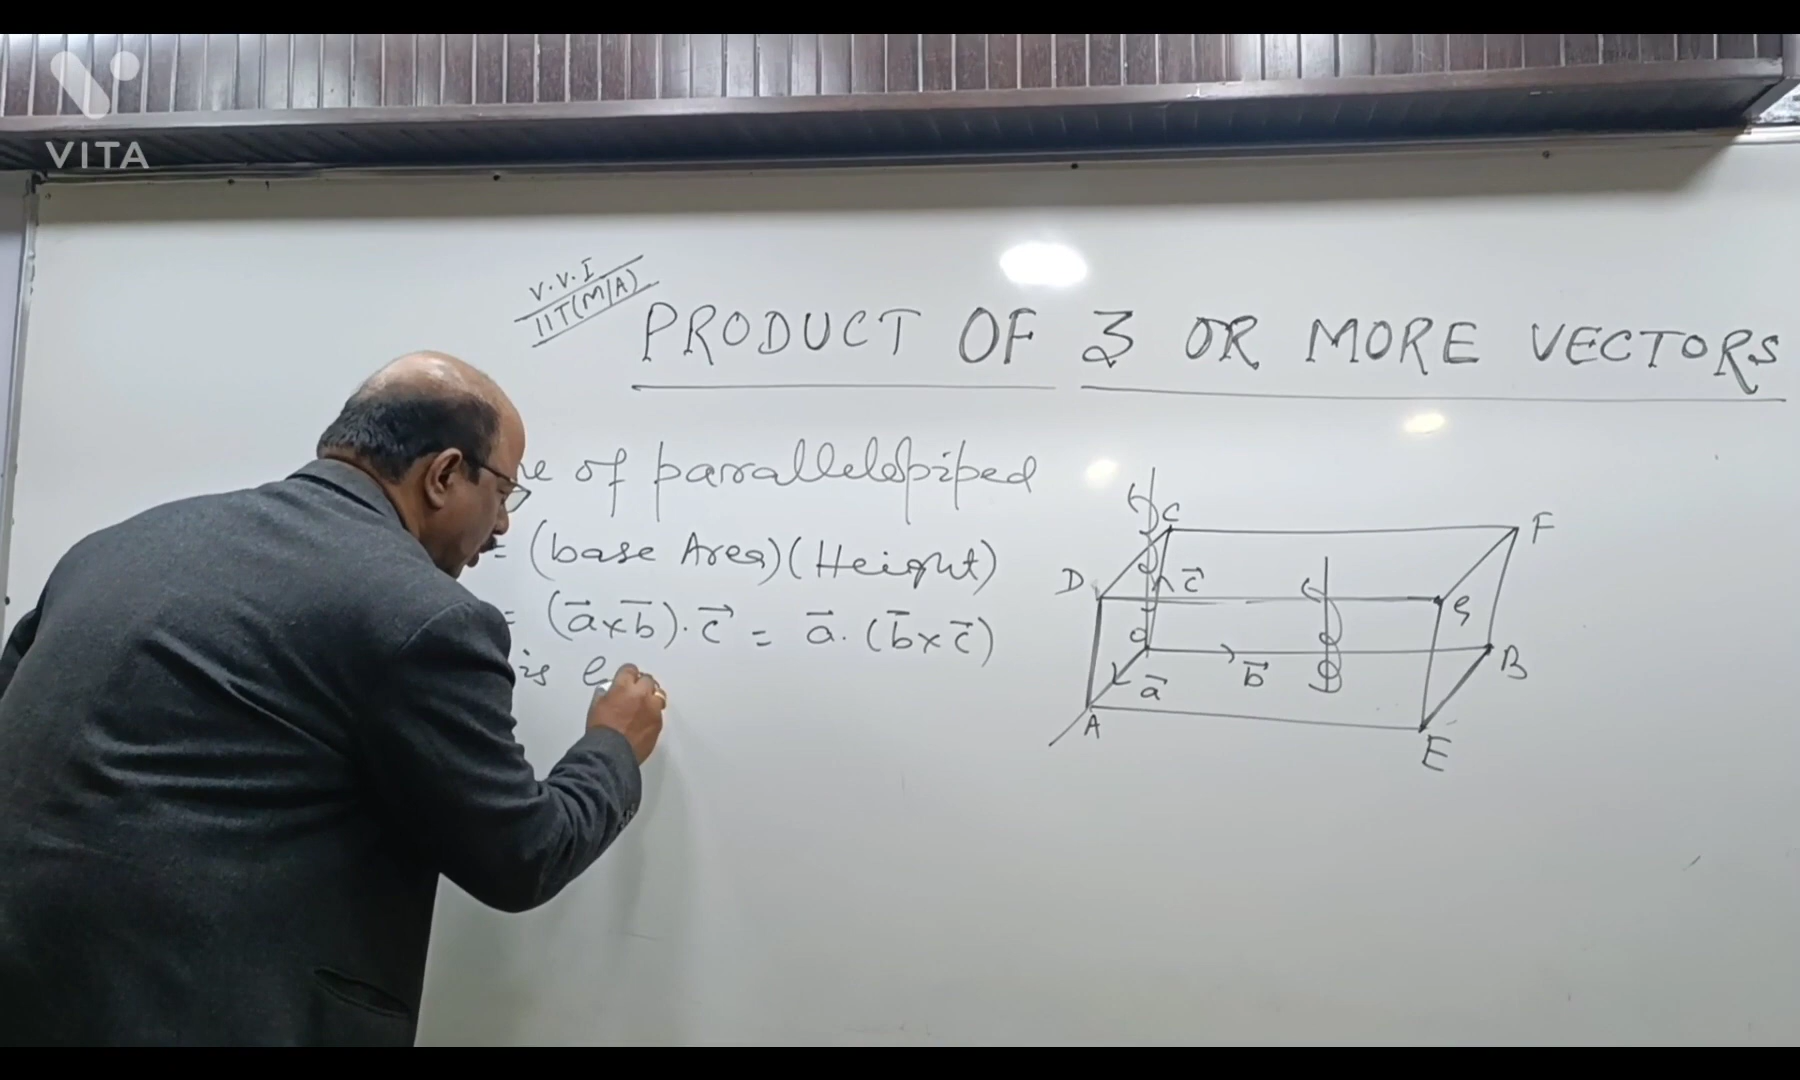 VITA
V.V.I
IIT(M/A)
PRODUCT OF 3 OR MORE VECTORS
of parallelopiped
= (base Area)(Height)
= (a⃗×b⃗).c⃗ = a⃗.(b⃗×c⃗)
is
C
F
D
h c⃗
G
O
b⃗
B
a⃗
A
E